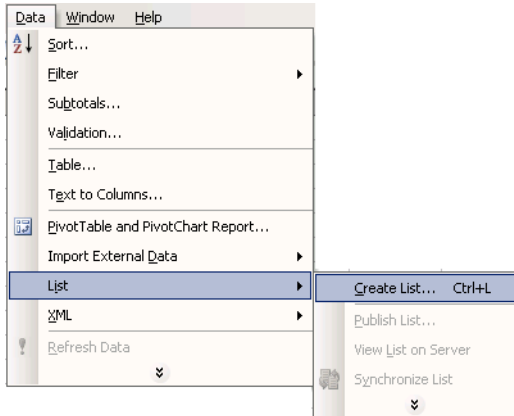 Data Window Help
Sort...
Filter
Subtotals...
Validation...
Table...
Text to Columns...
PivotTable and PivotChart Report...
Import External Data
List
XML
Refresh Data
Create List... Ctrl+L
Publish List...
View List on Server
Synchronize List